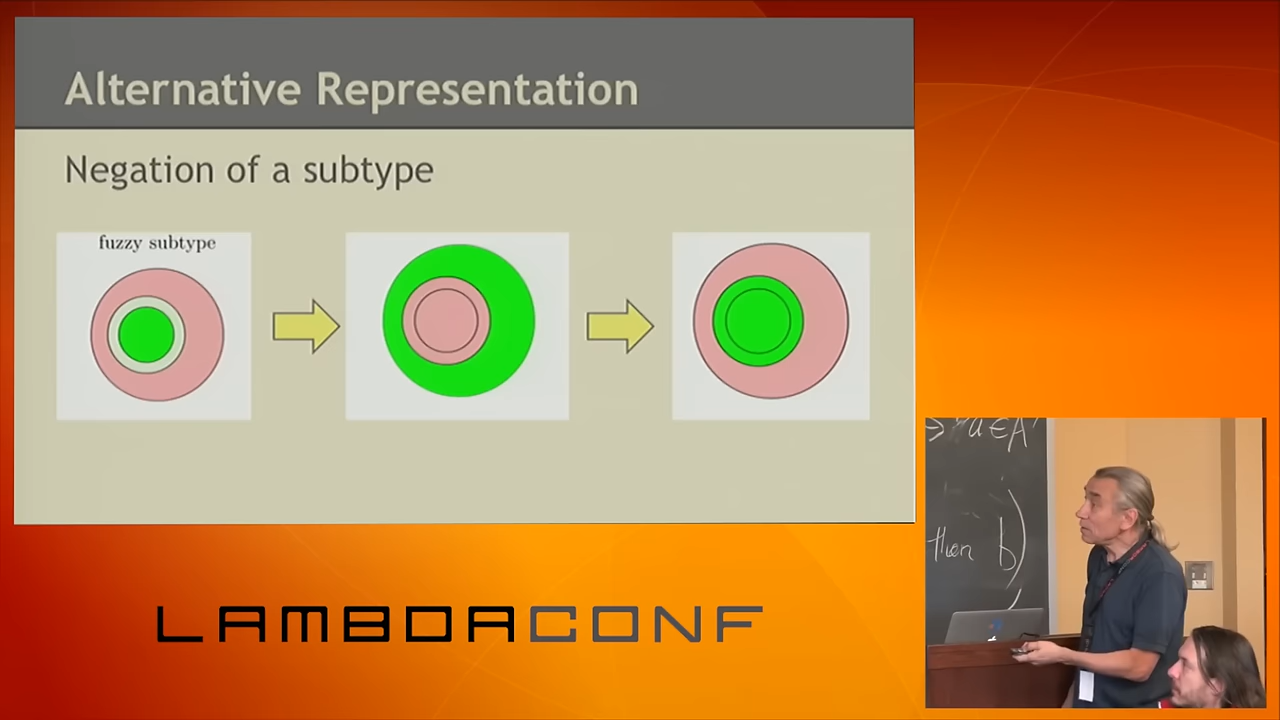 Alternative Representation
Negation of a subtype
fuzzy subtype
then b)
LAMBDACONF